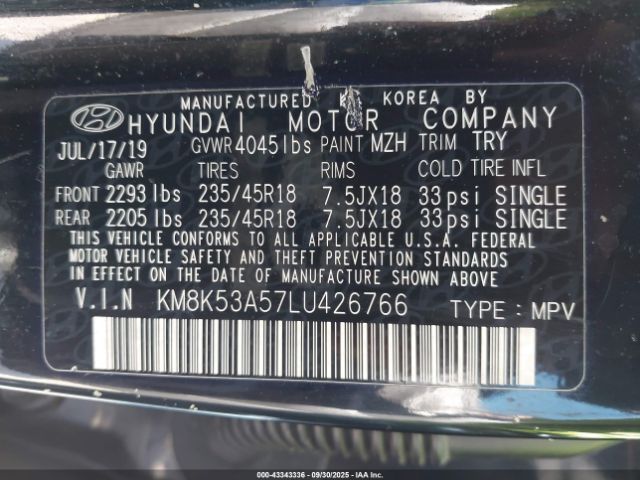 MANUFACTURED KOREA BY
HYUNDAI MOTOR COMPANY
JUL/17/19 GVWR 4045 lbs PAINT MZH TRIM TRY
GAWR TIRES RIMS COLD TIRE INFL
FRONT 2293 lbs 235/45R18 7.5JX18 33 psi SINGLE
REAR 2205 lbs 235/45R18 7.5JX18 33 psi SINGLE
THIS VEHICLE CONFORMS TO ALL APPLICABLE U.S.A. FEDERAL
MOTOR VEHICLE SAFETY AND THEFT PREVENTION STANDARDS
IN EFFECT ON THE DATE OF MANUFACTURE SHOWN ABOVE.
V.I.N KM8K53A57LU426766 TYPE: MPV
000-43343336 - 09/30/2025 - IAAI.COM